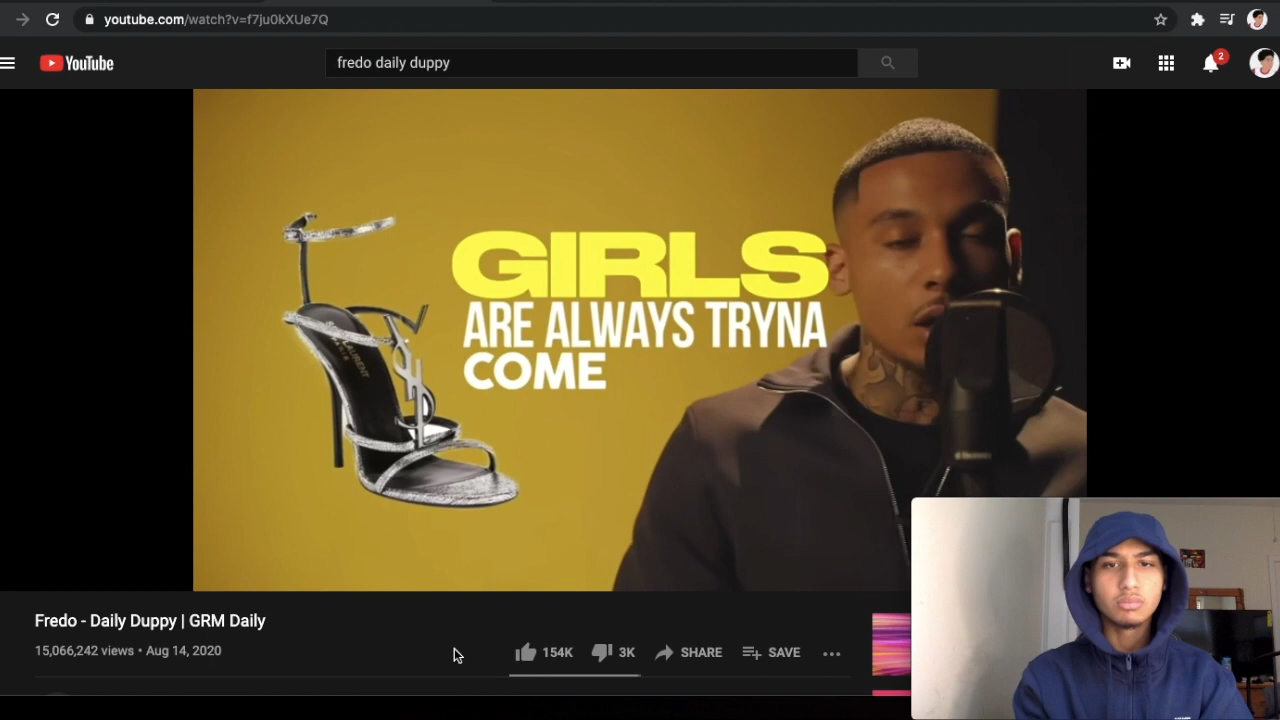 youtube.com/watch?v=f7ju0kXUe7Q
YouTube
fredo daily duppy
2
GIRLS
ARE ALWAYS TRYNA
COME
Fredo - Daily Duppy | GRM Daily
15,066,242 views • Aug 14, 2020
154K
3K
SHARE
SAVE